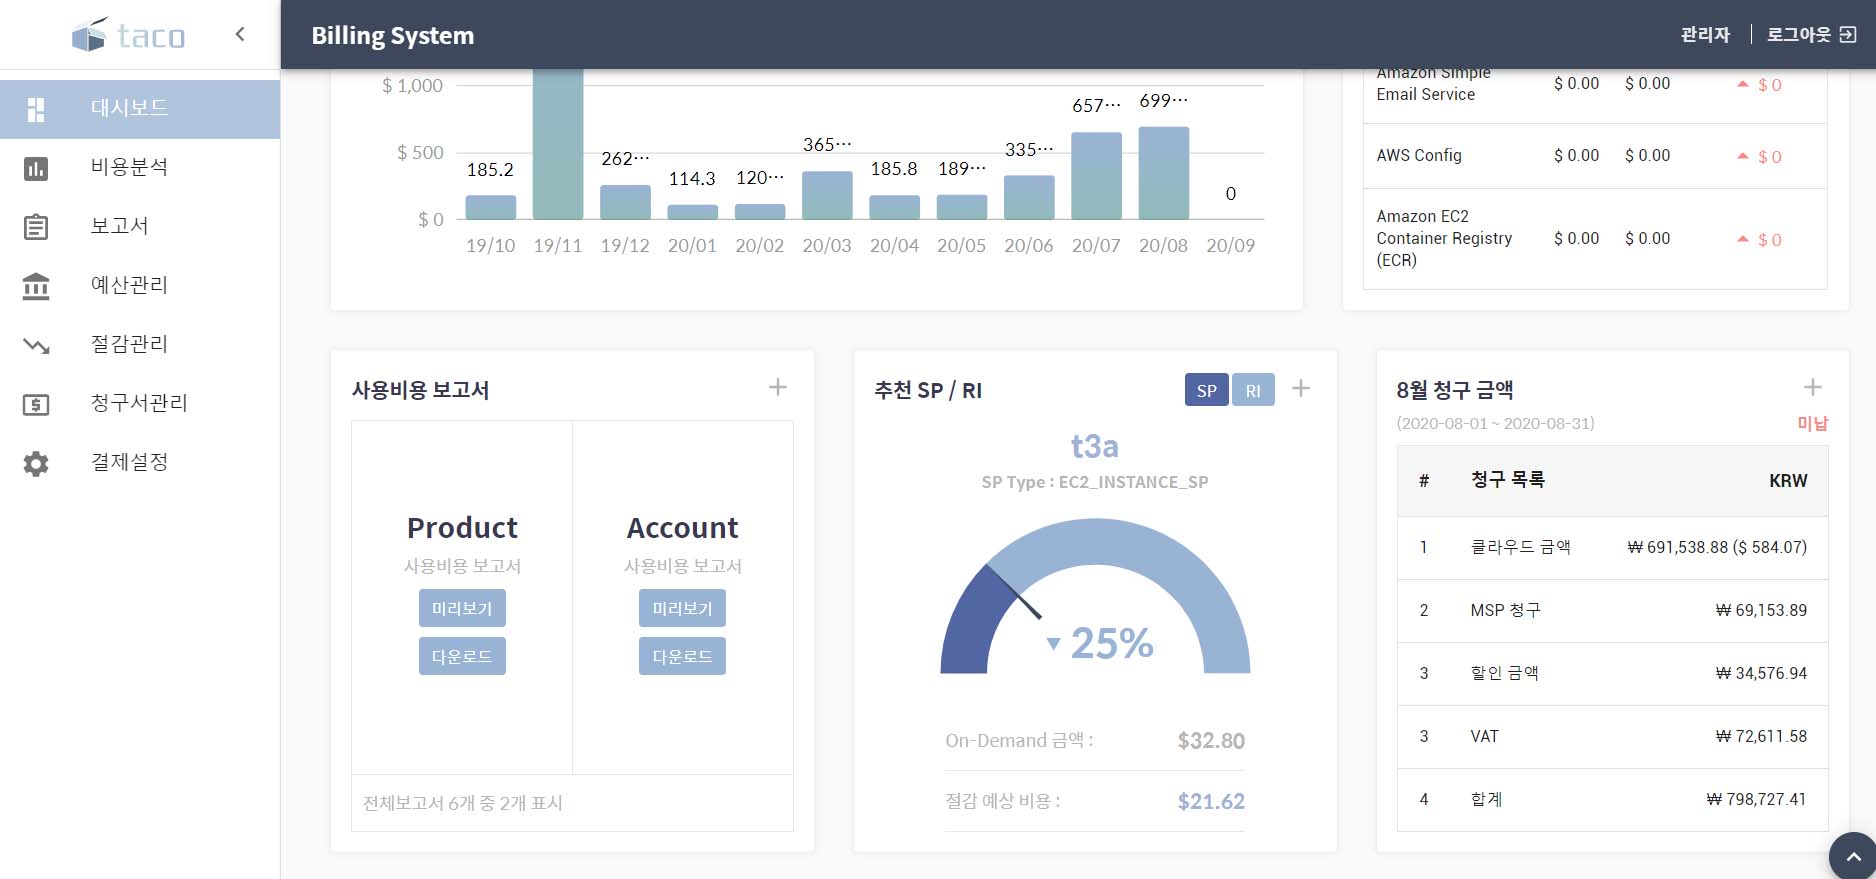 taco
Billing System
관리자
로그아웃
대시보드
비용분석
보고서
예산관리
절감관리
청구서관리
결제설정
$ 1,000
$ 500
$ 0
185.2
262···
114.3
120···
365···
185.8
189···
335···
657···
699···
0
19/10 19/11 19/12 20/01 20/02 20/03 20/04 20/05 20/06 20/07 20/08 20/09
Amazon Simple
Email Service
$ 0.00 $ 0.00 $ 0
AWS Config $ 0.00 $ 0.00 $ 0
Amazon EC2
Container Registry
(ECR)
$ 0.00 $ 0.00 $ 0
사용비용 보고서
Product
사용비용 보고서
미리보기
다운로드
Account
사용비용 보고서
미리보기
다운로드
전체보고서 6개 중 2개 표시
추천 SP / RI
SP RI
t3a
SP Type : EC2_INSTANCE_SP
25%
On-Demand 금액 : $32.80
절감 예상 비용 : $21.62
8월 청구 금액
(2020-08-01 ~ 2020-08-31) 미납
# 청구 목록 KRW
1 클라우드 금액 ₩ 691,538.88 ($ 584.07)
2 MSP 청구 ₩ 69,153.89
3 할인 금액 ₩ 34,576.94
3 VAT ₩ 72,611.58
4 합계 ₩ 798,727.41